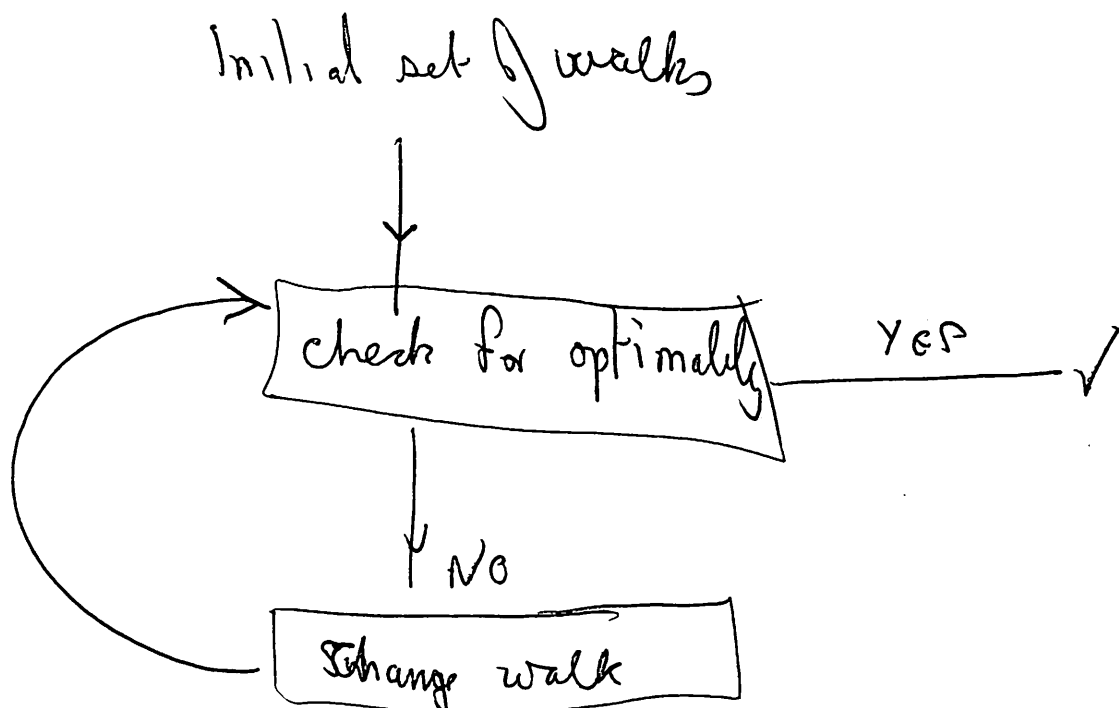 Initial set of walks
check for optimality
YES
NO
change walk